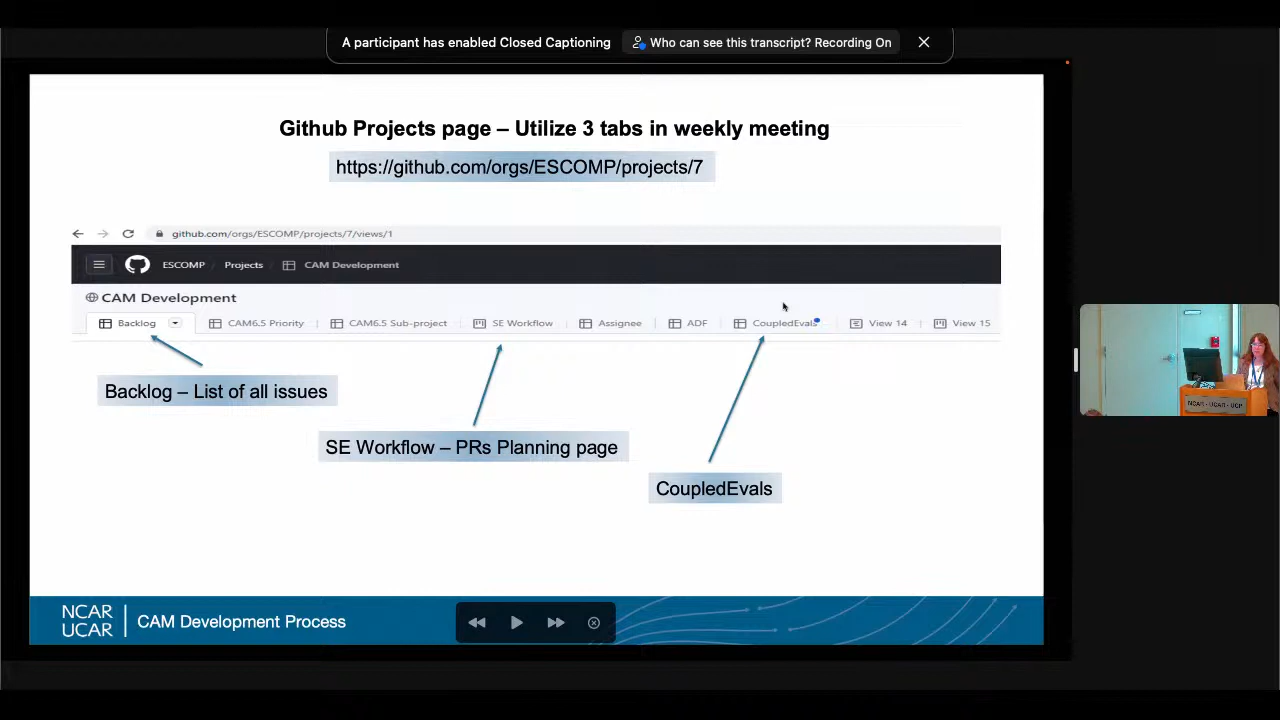 A participant has enabled Closed Captioning
Who can see this transcript? Recording On
Github Projects page – Utilize 3 tabs in weekly meeting
https://github.com/orgs/ESCOMP/projects/7
github.com/orgs/ESCOMP/projects/7/views/1
ESCOMP / Projects / CAM Development
CAM Development
Backlog CAM6.5 Priority CAM6.5 Sub-project SE Workflow Assignee ADF CoupledEvals View 14 View 15
Backlog – List of all issues
SE Workflow – PRs Planning page
CoupledEvals
NCAR
UCAR
CAM Development Process
NCAR - UCAR - UCP